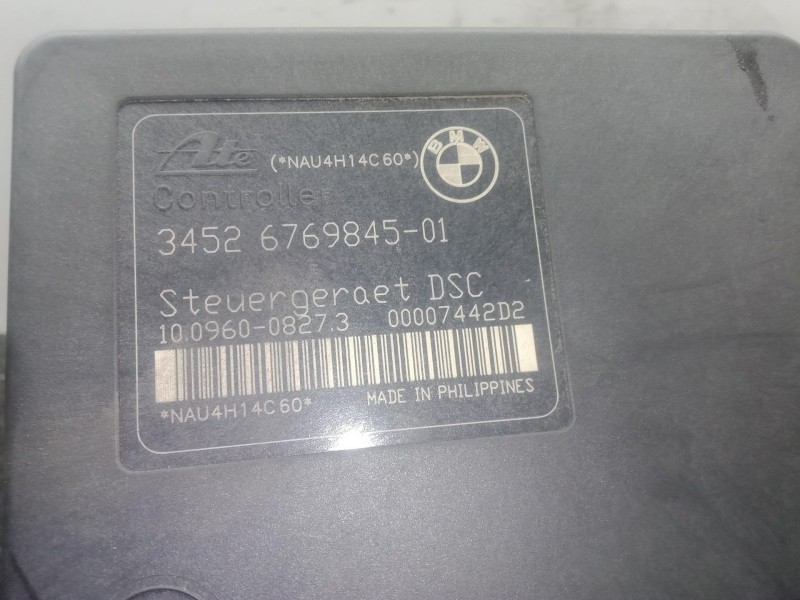 Ate (*NAU4H14C60*) BMW
Controller
3452 6769845-01
Steuergeraet DSC
10.0960-0827.3 00007442D2
*NAU4H14C60* MADE IN PHILIPPINES